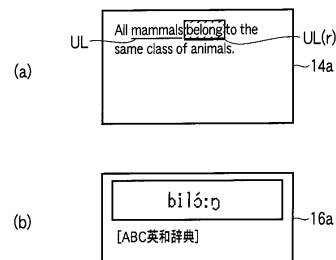 All mammals belong to the
UL
UL(r)
same class of animals.
(a)
14a
biló:ŋ
(b)
16a
[ABC英和辞典]